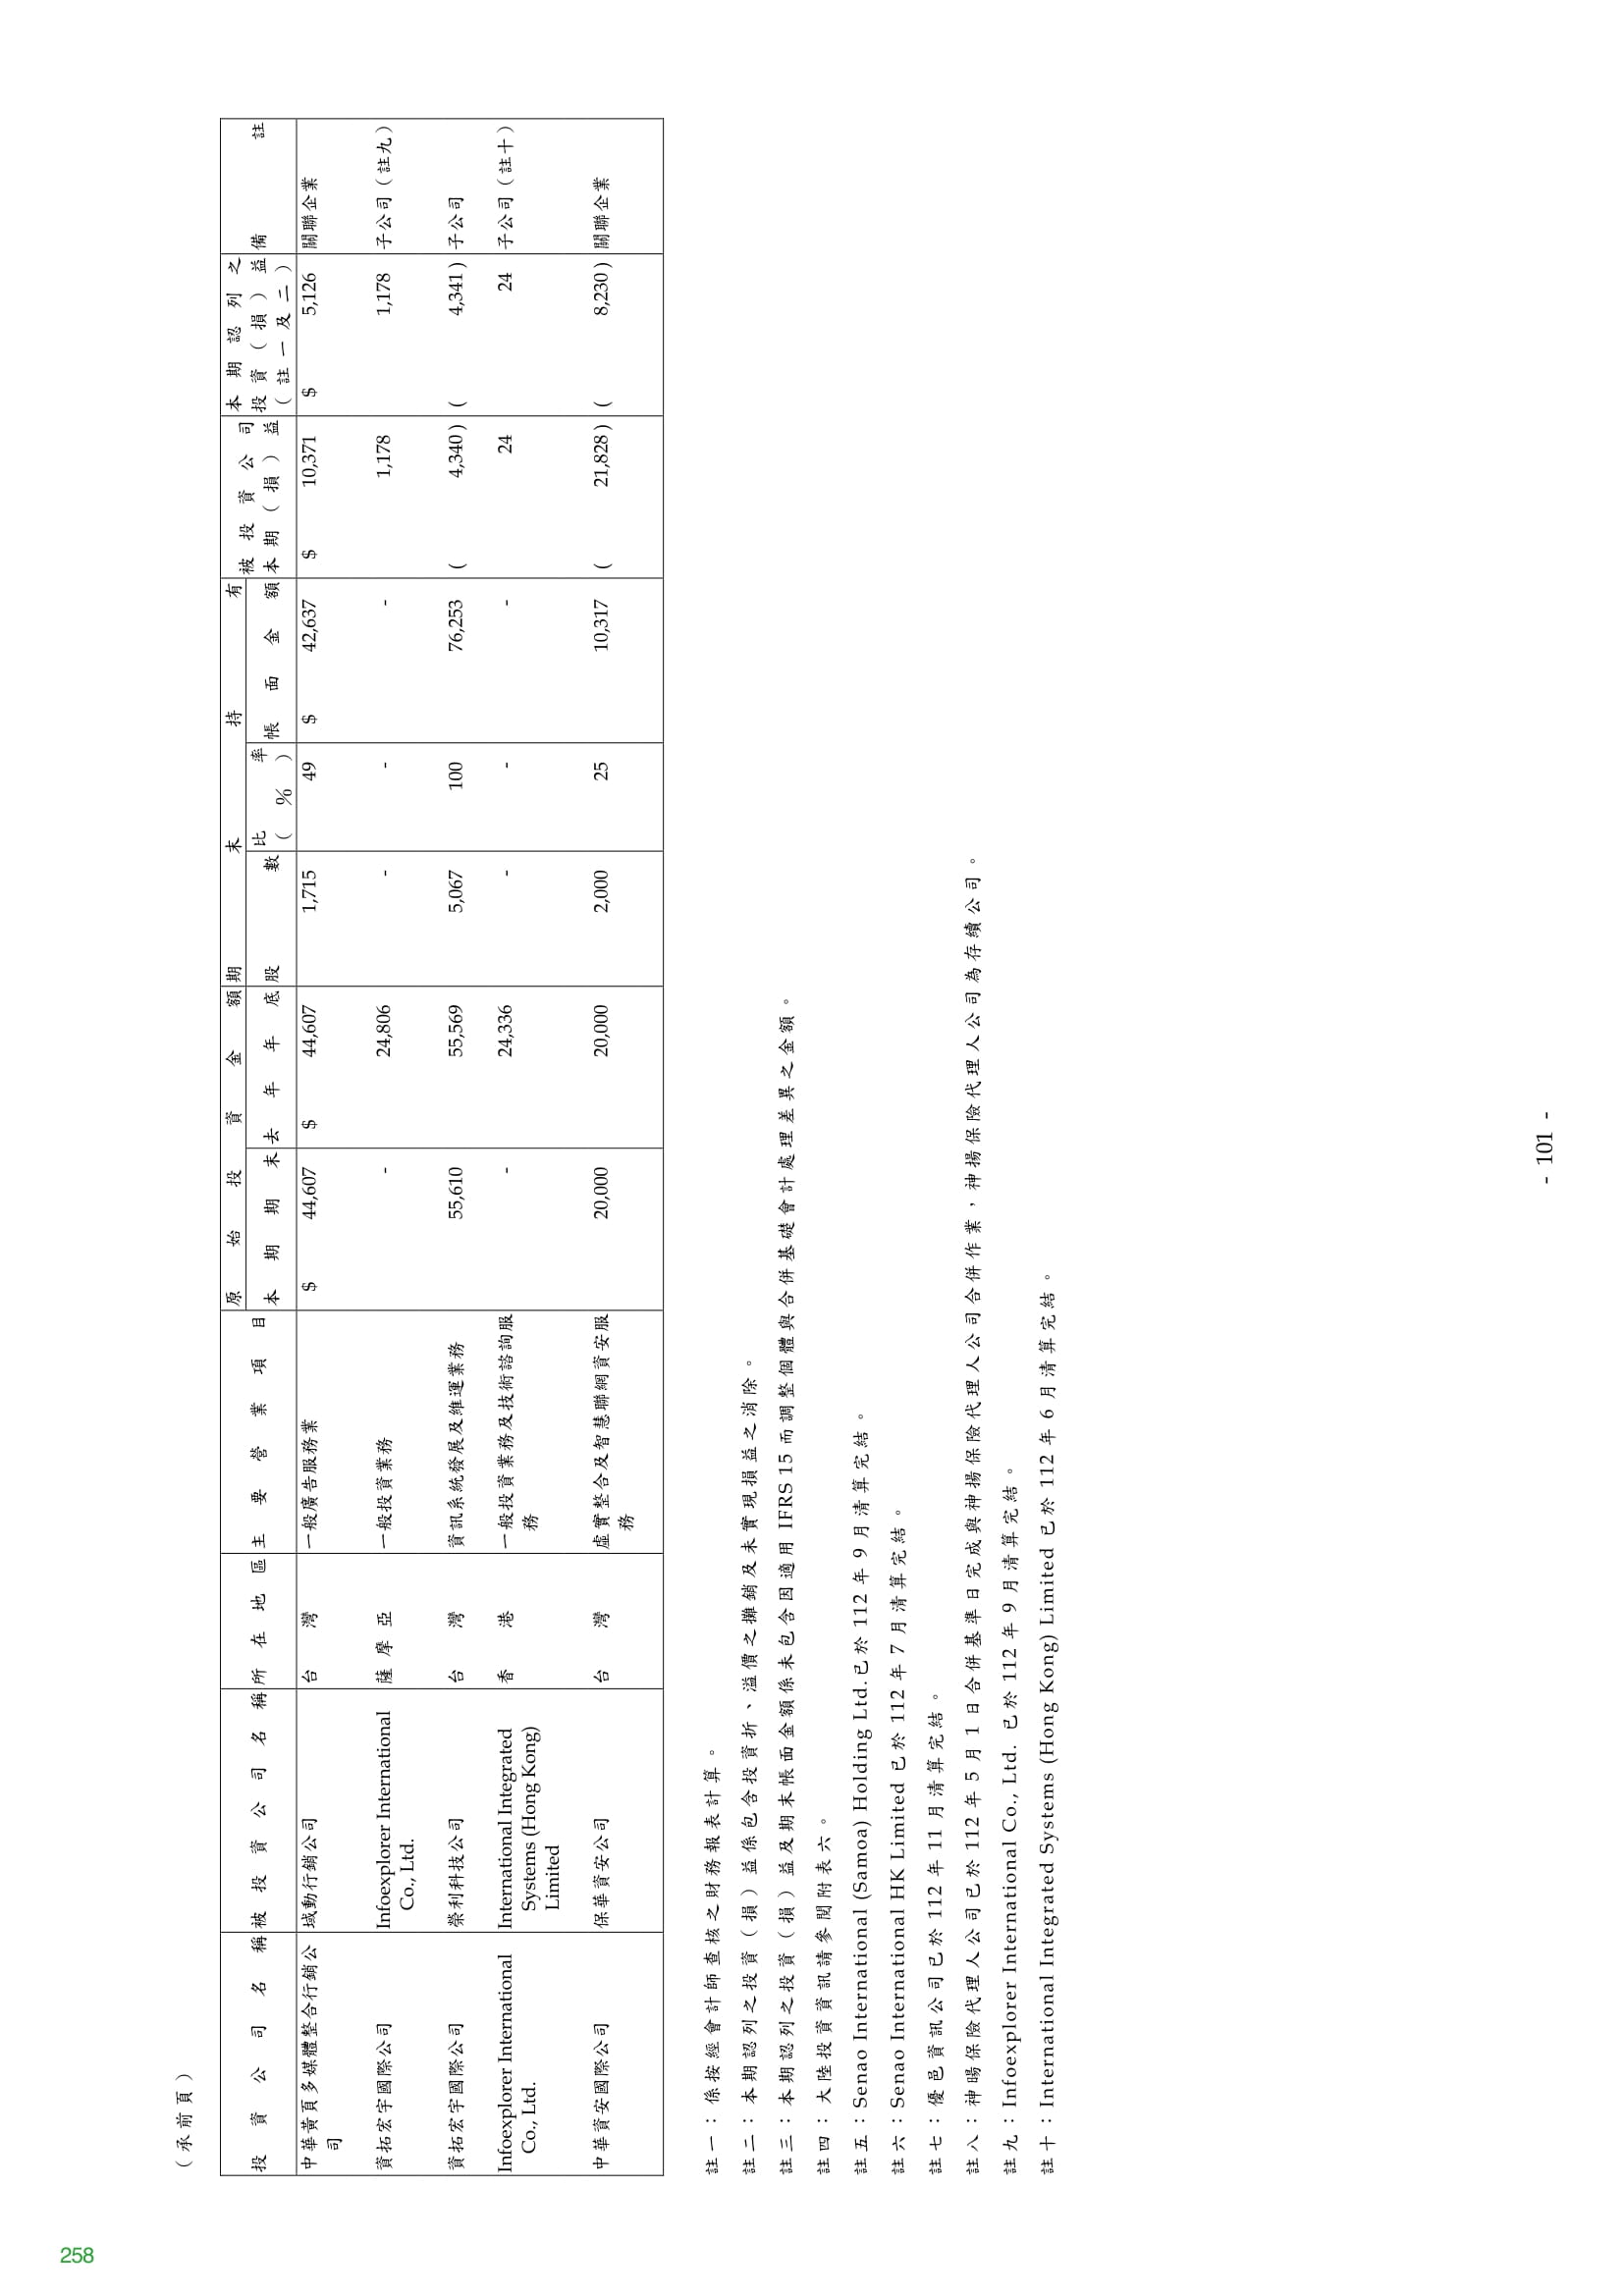 258
（承前頁）
投資公司名稱 被投資公司名稱 所在地區 主要營業項目 原始投資金額 期末持有 被投資公司本期（損）益 本期認列之投資（損）益（註一及二） 備註
本期期末 去年年底 股數 比率（%） 帳面金額
中華黃頁多媒體整合行銷公司 域動行銷公司 台灣 一般廣告服務業 $ 44,607 $ 44,607 1,715 49 $ 42,637 $ 10,371 $ 5,126 關聯企業
資拓宏宇國際公司 Infoexplorer International Co., Ltd. 薩摩亞 一般投資業務 - 24,806 - - - 1,178 1,178 子公司（註九）
資拓宏宇國際公司 榮利科技公司 台灣 資訊系統發展及維運業務 55,610 55,569 5,067 100 76,253 ( 4,340 ) ( 4,341 ) 子公司
Infoexplorer International Co., Ltd. International Integrated Systems (Hong Kong) Limited 香港 一般投資業務及技術諮詢服務 - 24,336 - - - 24 24 子公司（註十）
中華資安國際公司 保華資安公司 台灣 虛實整合及智慧聯網資安服務 20,000 20,000 2,000 25 10,317 ( 21,828 ) ( 8,230 ) 關聯企業
註一：係按經會計師查核之財務報表計算。
註二：本期認列之投資（損）益係包含投資折、溢價之攤銷及未實現損益之消除。
註三：本期認列之投資（損）益及期末帳面金額係未包含因適用 IFRS 15 而調整個體與合併基礎會計處理差異之金額。
註四：大陸投資資訊請參閱附表六。
註五：Senao International (Samoa) Holding Ltd.已於 112 年 9 月清算完結。
註六：Senao International HK Limited 已於 112 年 7 月清算完結。
註七：優邑資訊公司已於 112 年 11 月清算完結。
註八：神暘保險代理人公司已於 112 年 5 月 1 日合併基準日完成與神揚保險代理人公司合併作業，神揚保險代理人公司為存續公司。
註九：Infoexplorer International Co., Ltd. 已於 112 年 9 月清算完結。
註十：International Integrated Systems (Hong Kong) Limited 已於 112 年 6 月清算完結。
- 101 -